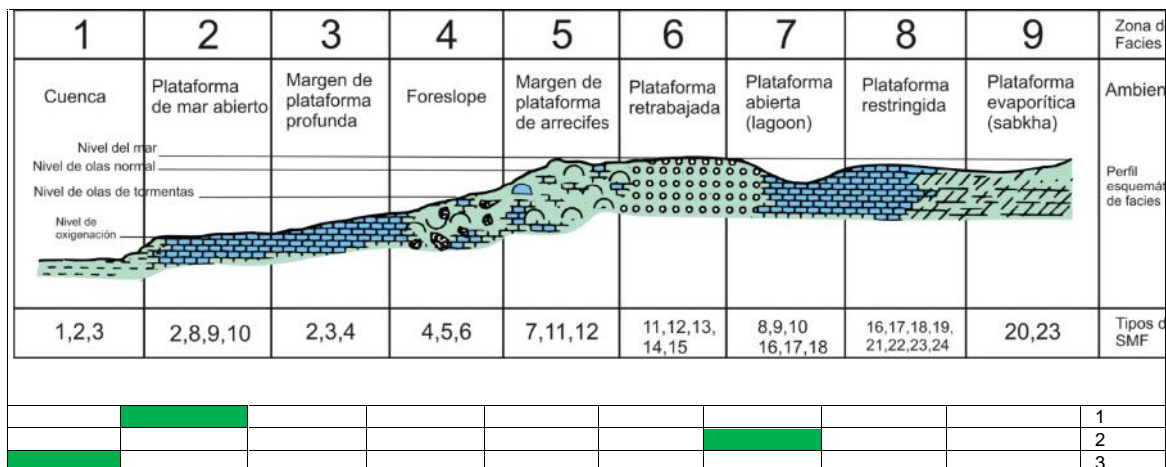 1 2 3 4 5 6 7 8 9 Zona d
Facies
Cuenca
Plataforma
de mar abierto
Margen de
plataforma
profunda
Foreslope
Margen de
plataforma
de arrecifes
Plataforma
retrabajada
Plataforma
abierta
(lagoon)
Plataforma
restringida
Plataforma
evaporítica
(sabkha)
Ambien
Nivel del mar
Nivel de olas normal
Nivel de olas de tormentas
Nivel de
oxigenación
Perfil
esquemát
de facies
1,2,3
2,8,9,10
2,3,4
4,5,6
7,11,12
11,12,13,
14,15
8,9,10
16,17,18
16,17,18,19,
21,22,23,24
20,23
Tipos d
SMF
1
2
3